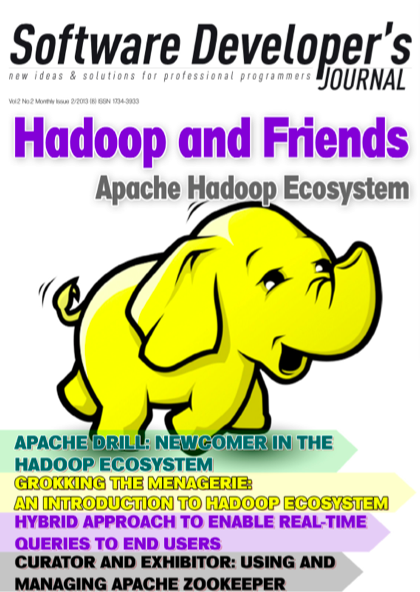 Software Developer's
new ideas & solutions for professional programmers
JOURNAL
Vol.2 No.2 Monthly Issue 2/2013 (6) ISSN 1734-3933
Hadoop and Friends
Apache Hadoop Ecosystem
APACHE DRILL: NEWCOMER IN THE
HADOOP ECOSYSTEM
GROKKING THE MENAGERIE:
AN INTRODUCTION TO HADOOP ECOSYSTEM
HYBRID APPROACH TO ENABLE REAL-TIME
QUERIES TO END USERS
CURATOR AND EXHIBITOR: USING AND
MANAGING APACHE ZOOKEEPER